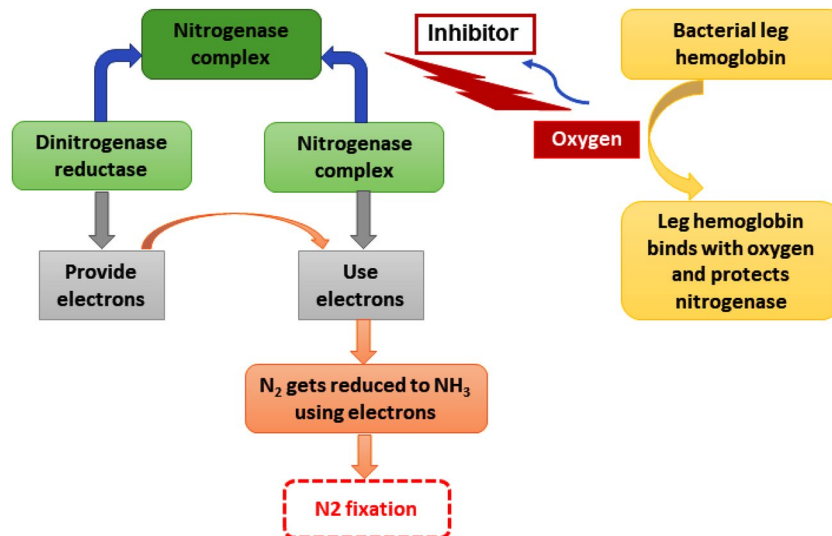 Nitrogenase
complex
Inhibitor
Bacterial leg
hemoglobin
Dinitrogenase
reductase
Nitrogenase
complex
Oxygen
Leg hemoglobin
binds with oxygen
and protects
nitrogenase
Provide
electrons
Use
electrons
N₂ gets reduced to NH₃
using electrons
N2 fixation